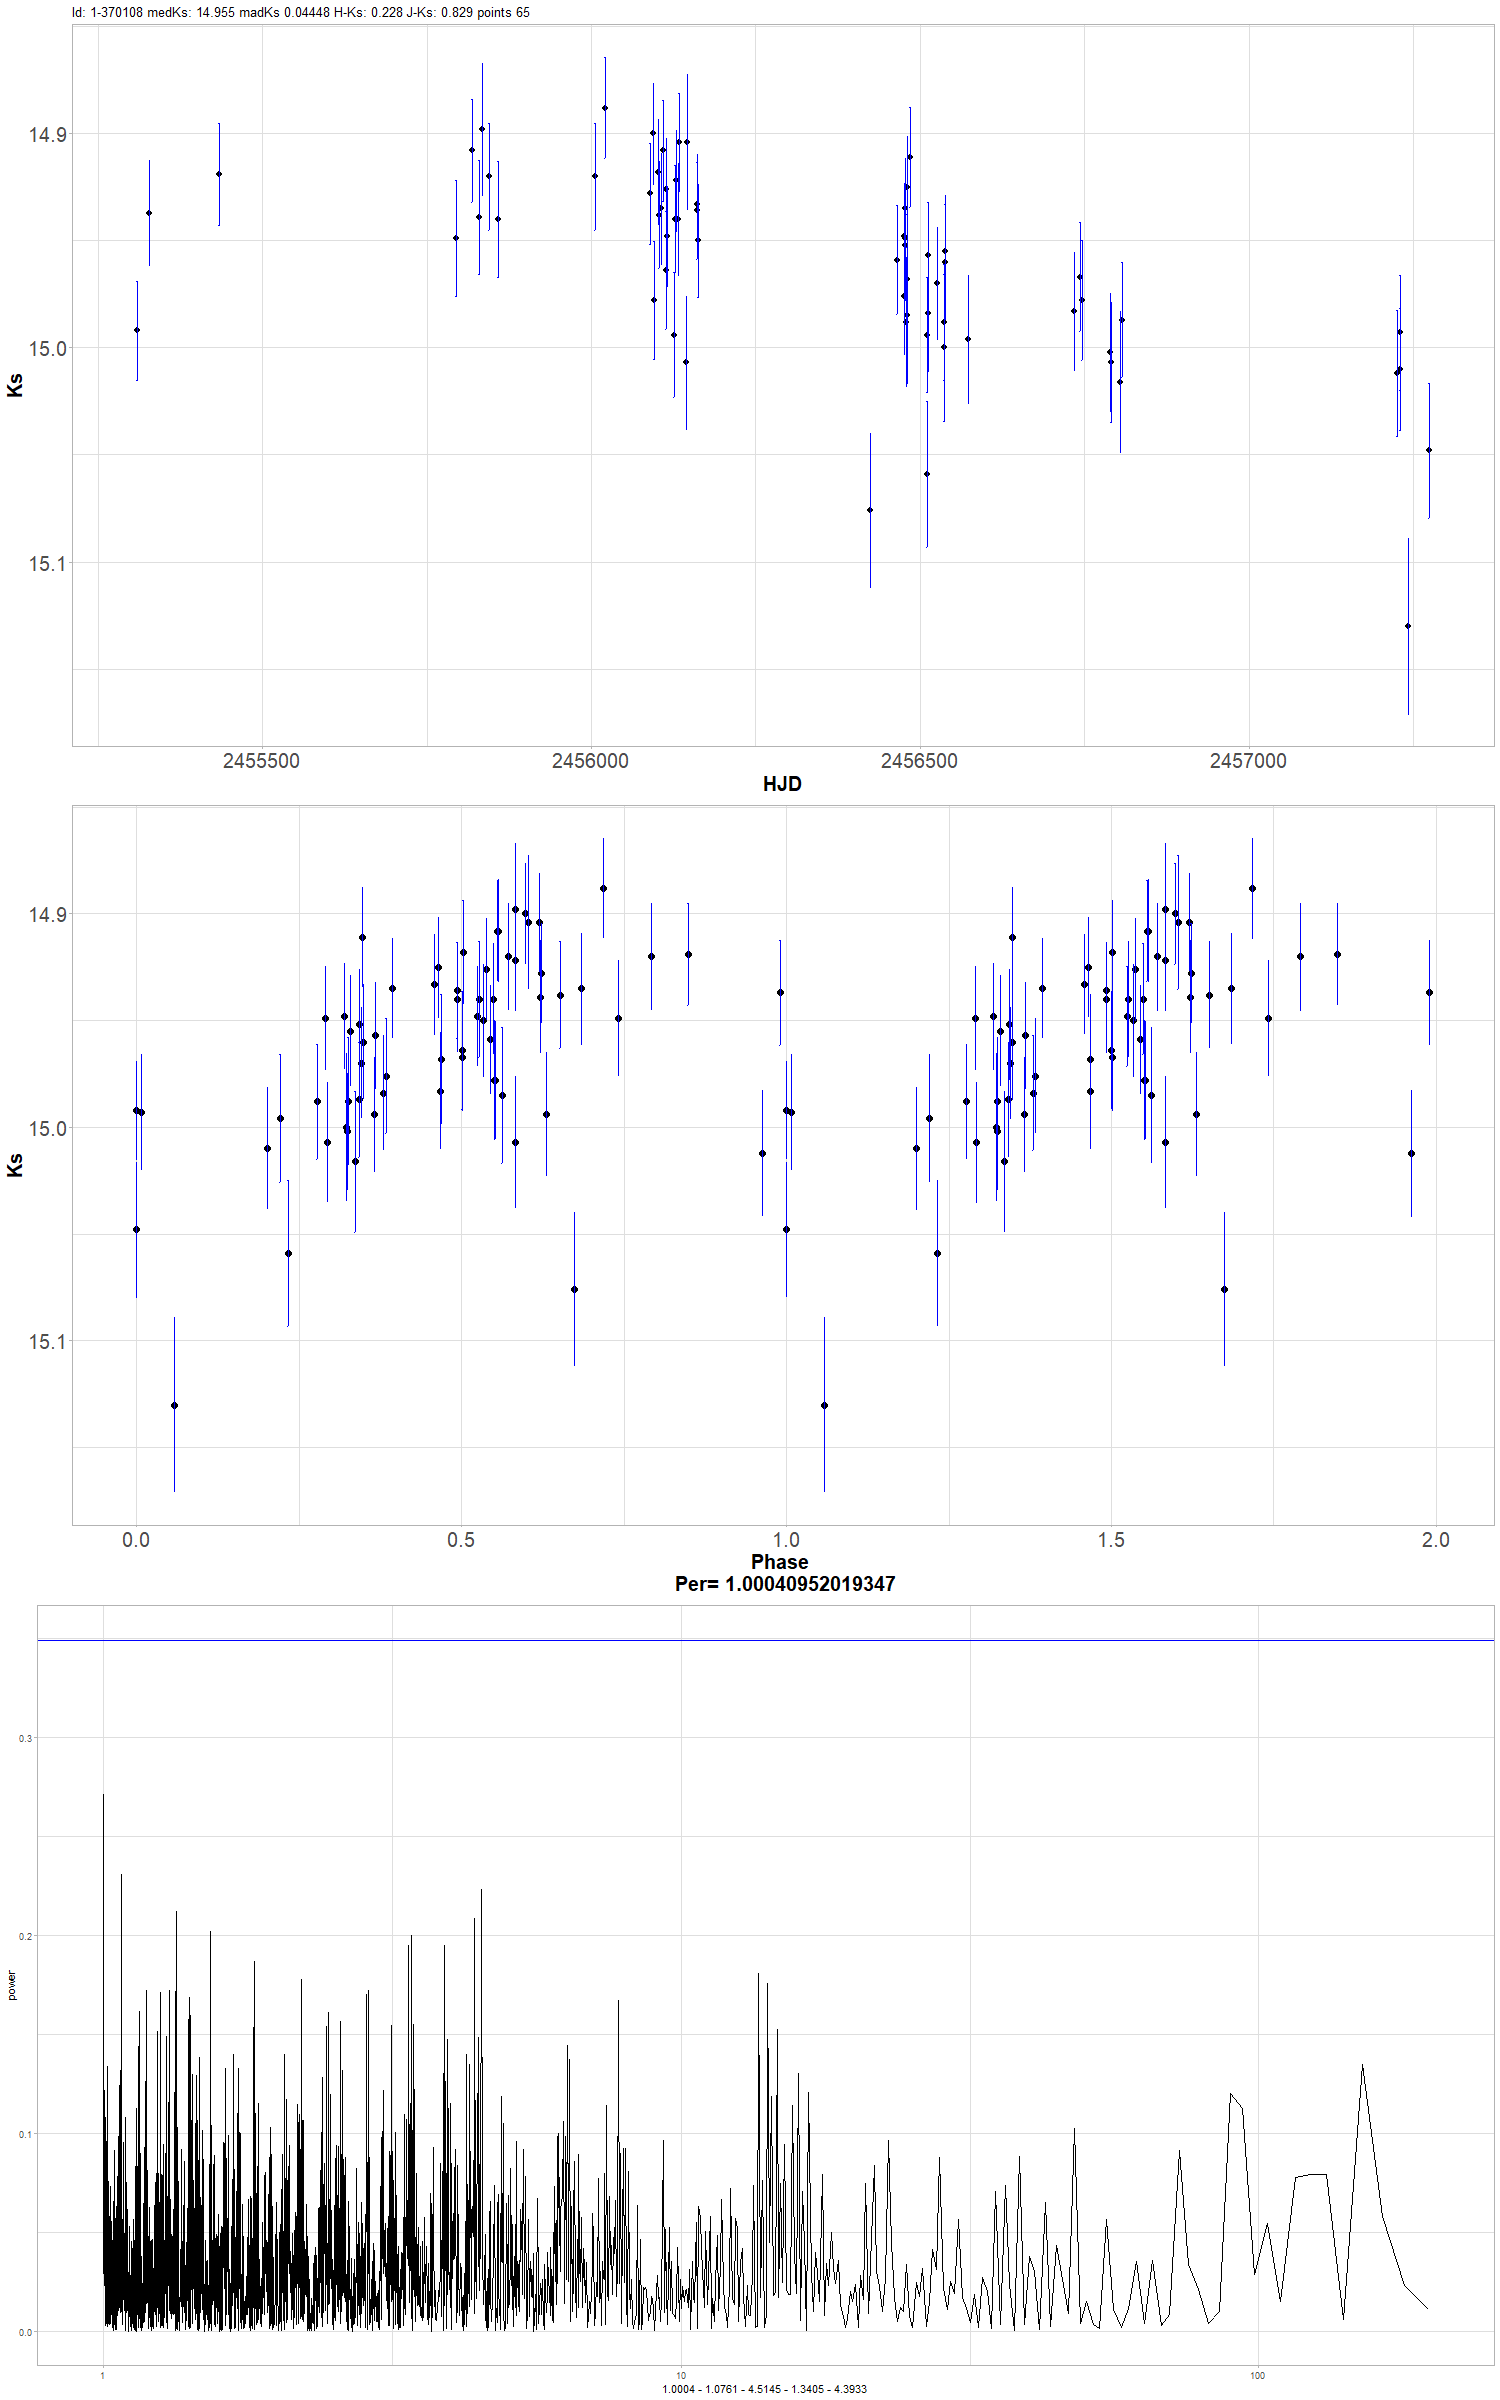 Id: 1-370108 medKs: 14.955 madKs 0.04448 H-Ks: 0.228 J-Ks: 0.829 points 65
14.9
15.0
15.1
Ks
2455500 2456000 2456500 2457000
HJD
14.9
15.0
15.1
Ks
0.0 0.5 1.0 1.5 2.0
Phase
Per= 1.00040952019347
0.3
0.2
0.1
0.0
power
1 10 100
1.0004 - 1.0761 - 4.5145 - 1.3405 - 4.3933